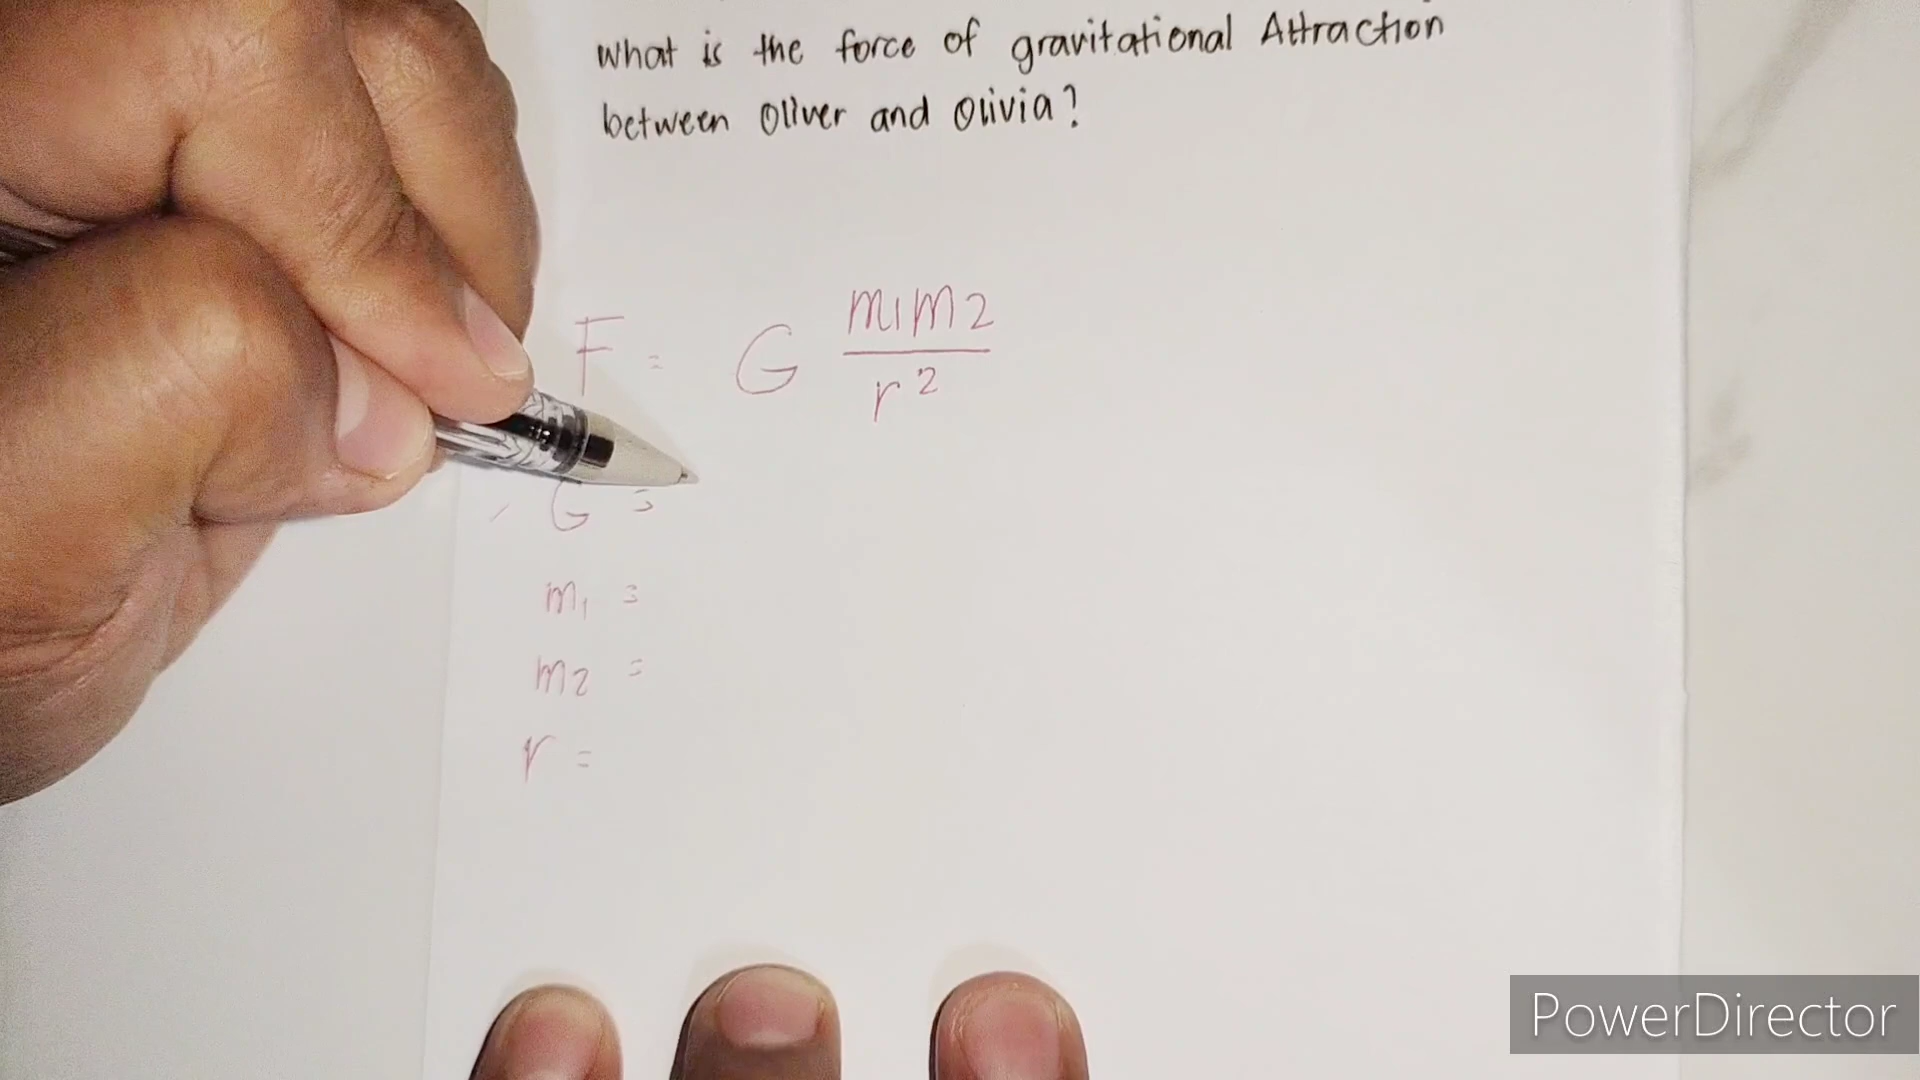 what is the force of gravitational Attraction
between Oliver and Olivia?
F = G m1m2 / r²
G =
m1 =
m2 =
r =
PowerDirector